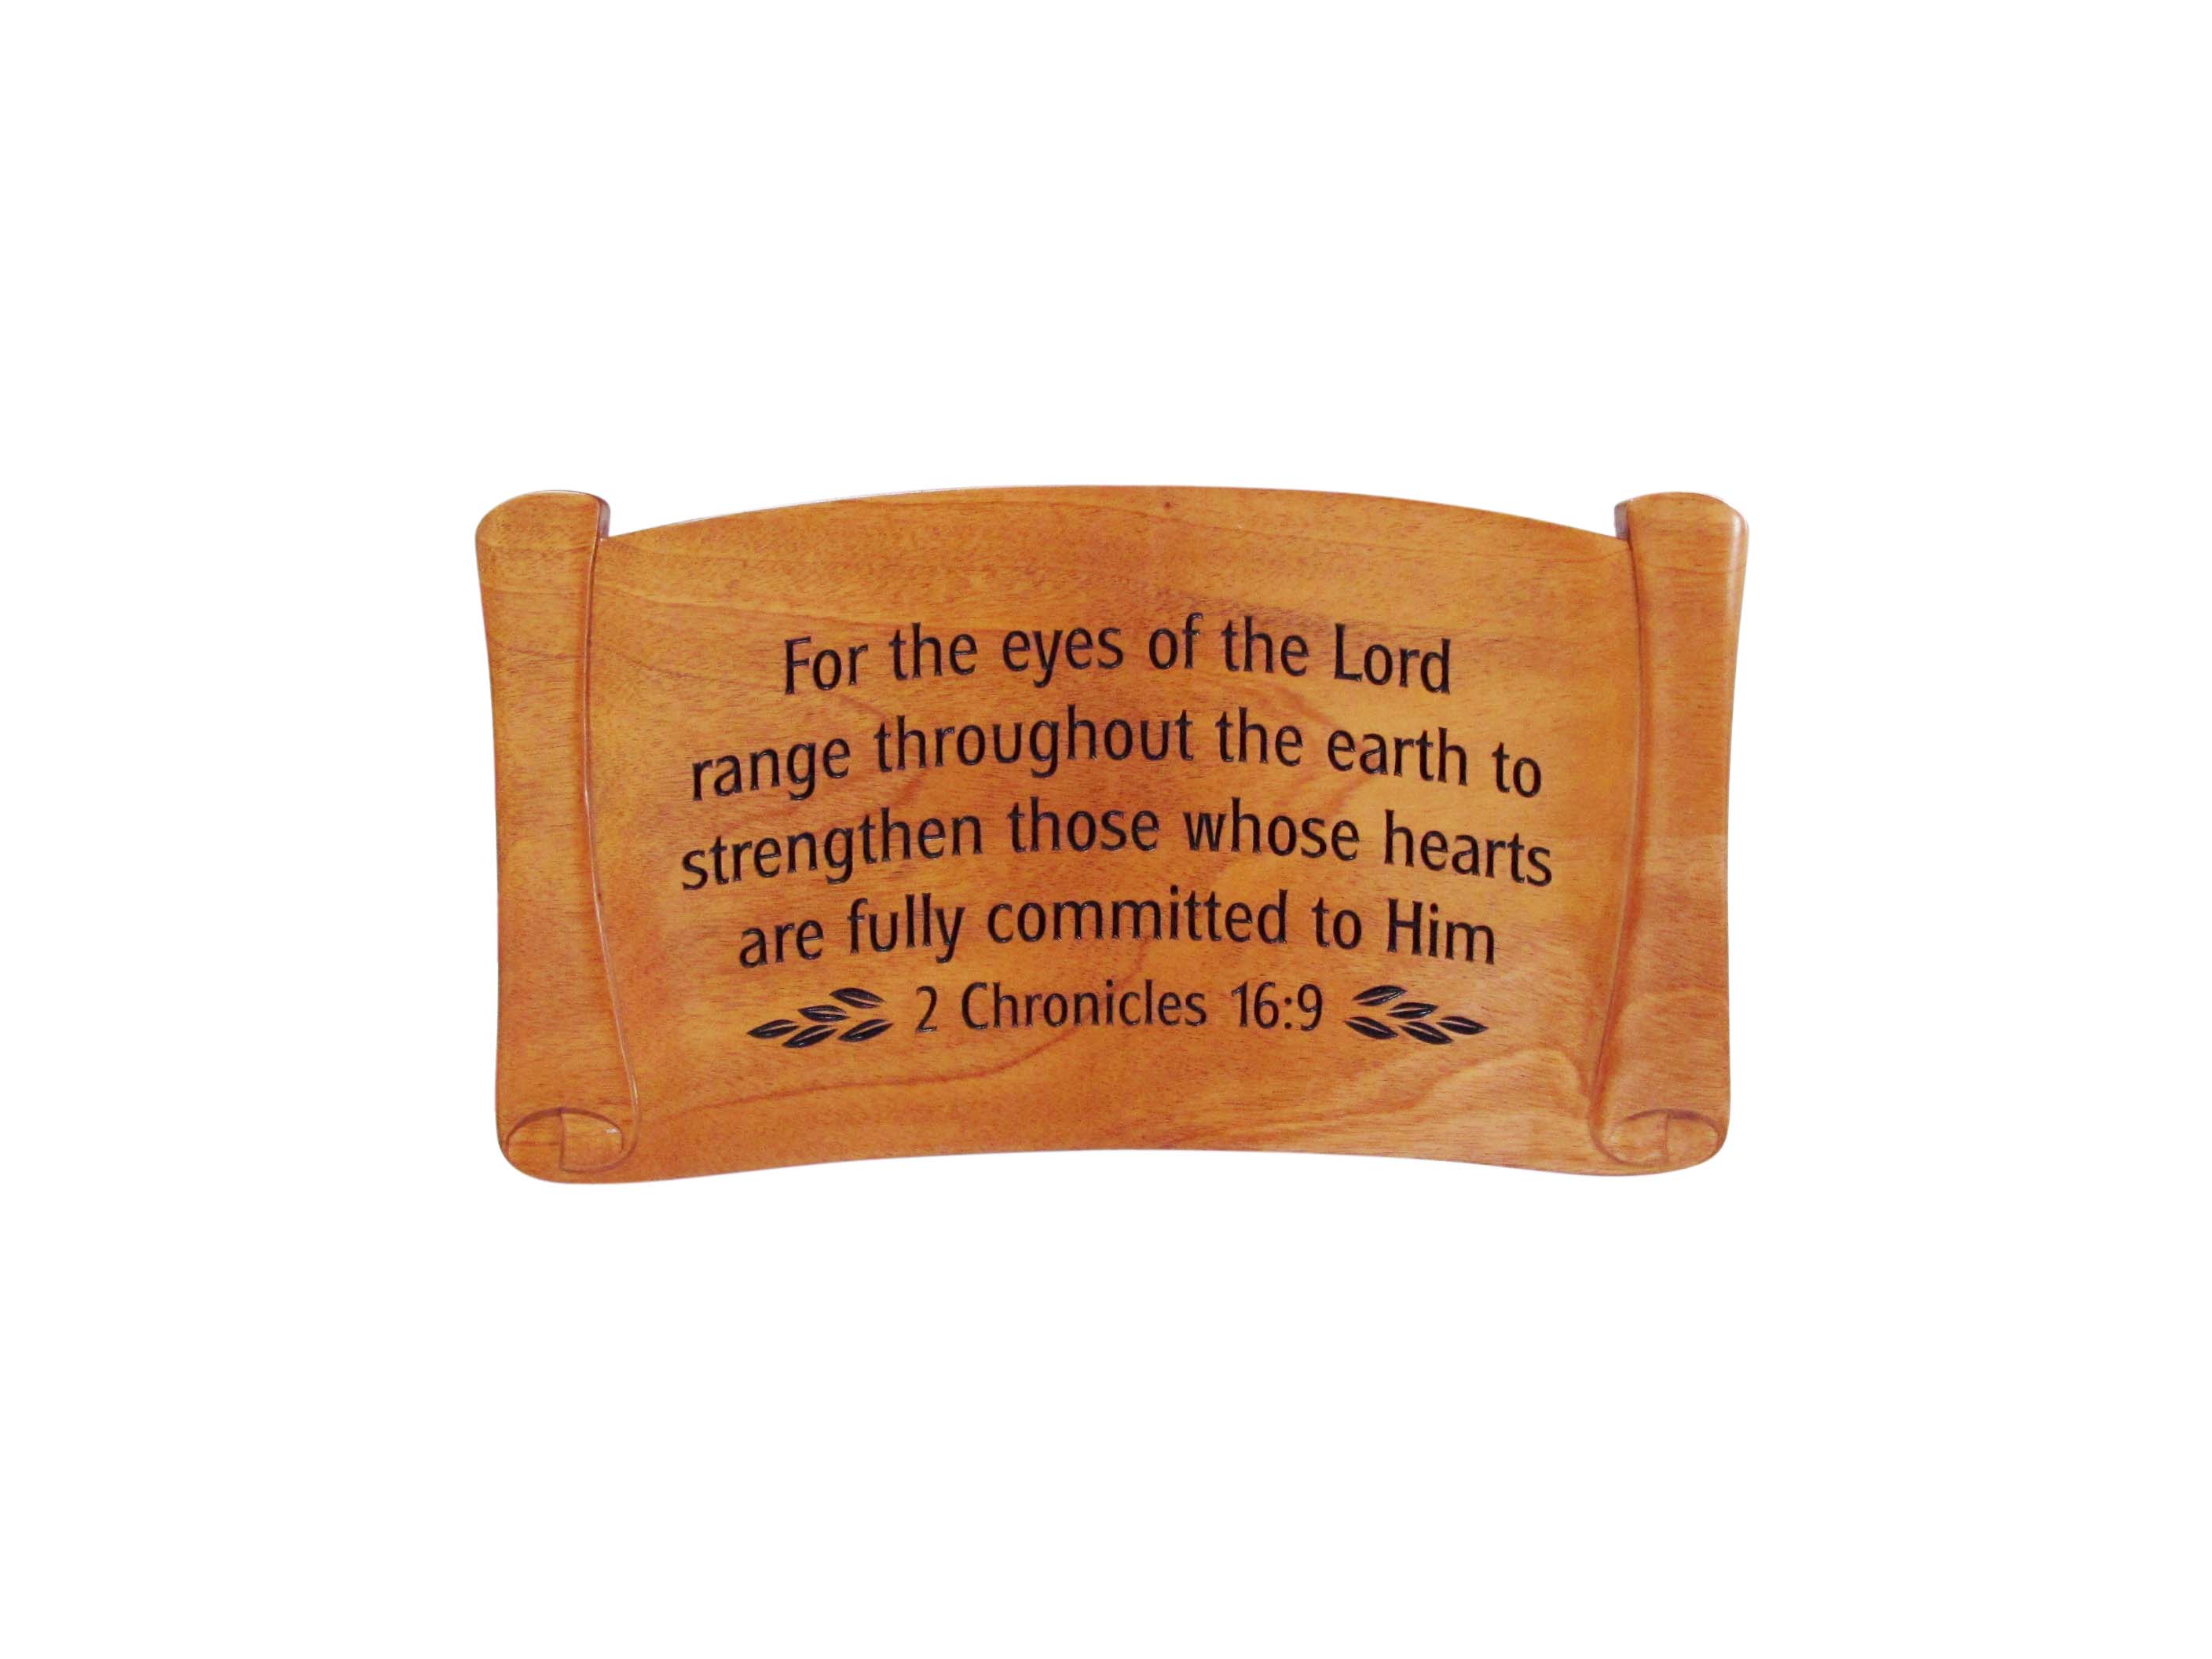 For the eyes of the Lord
range throughout the earth to
strengthen those whose hearts
are fully committed to Him
2 Chronicles 16:9